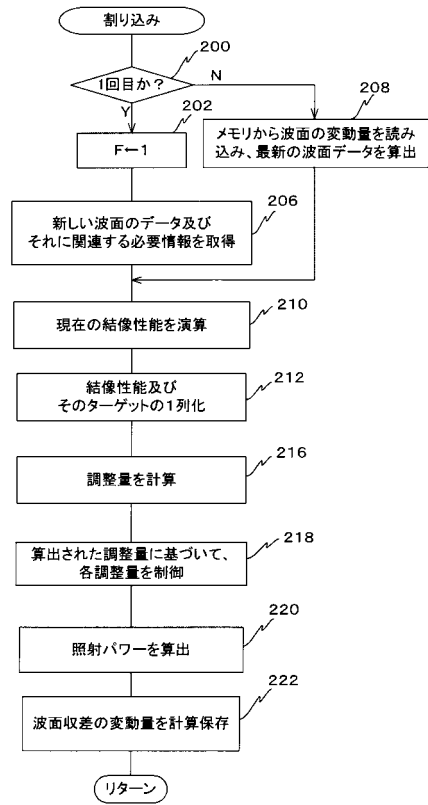 割り込み
200
1回目か?
N
Y
202
208
F←1
メモリから波面の変動量を読み
込み、最新の波面データを算出
新しい波面のデータ及び
それに関連する必要情報を取得
206
現在の結像性能を演算
210
結像性能及び
そのターゲットの1列化
212
調整量を計算
216
算出された調整量に基づいて、
各調整量を制御
218
照射パワーを算出
220
波面収差の変動量を計算保存
222
リターン